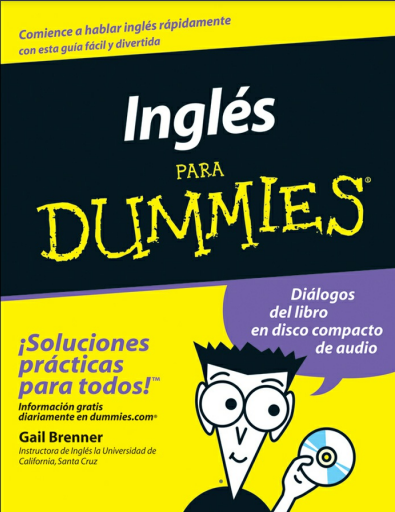 Comience a hablar inglés rápidamente
con esta guía fácil y divertida
Inglés
PARA
DUMMIES®
Diálogos
del libro
en disco compacto
de audio
¡Soluciones
prácticas
para todos!™
Información gratis
diariamente en dummies.com®
Gail Brenner
Instructora de Inglés la Universidad de
California, Santa Cruz